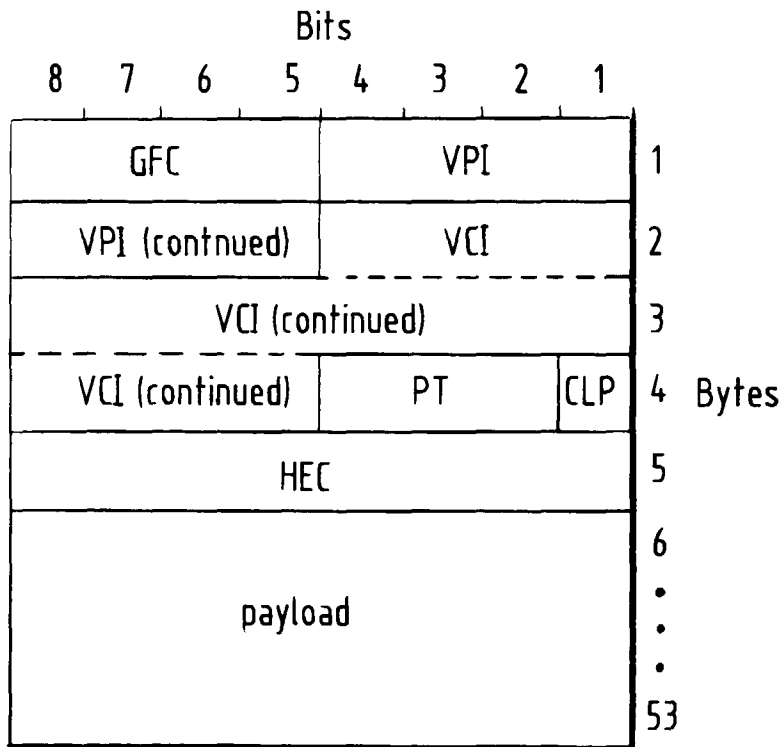 Bits
8 7 6 5 4 3 2 1
GFC VPI 1
VPI (contnued) VCI 2
VCI (continued) 3
VCI (continued) PT CLP 4 Bytes
HEC 5
6
payload
53